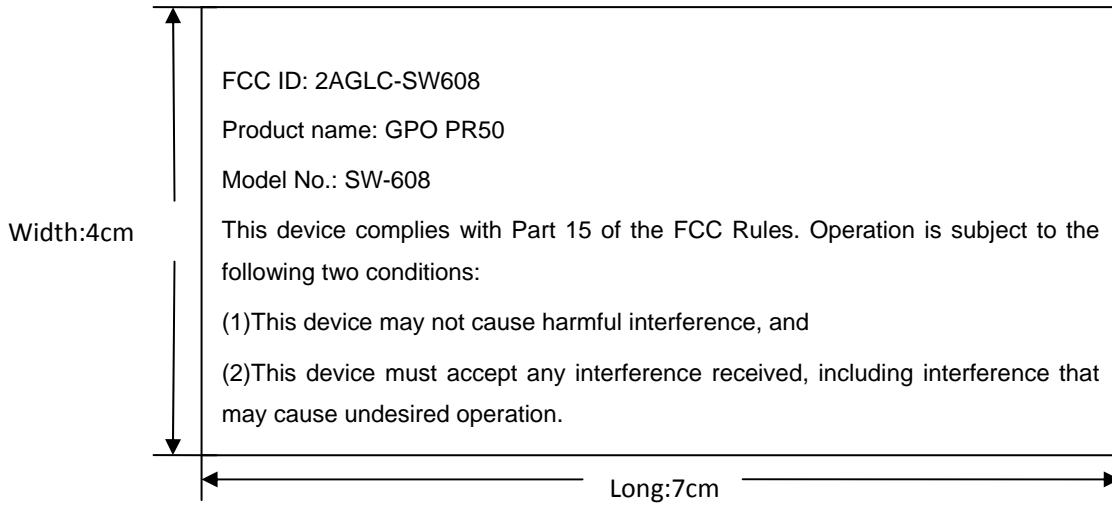 FCC ID: 2AGLC-SW608
Product name: GPO PR50
Model No.: SW-608
Width:4cm
This device complies with Part 15 of the FCC Rules. Operation is subject to the
following two conditions:
(1)This device may not cause harmful interference, and
(2)This device must accept any interference received, including interference that
may cause undesired operation.
Long:7cm